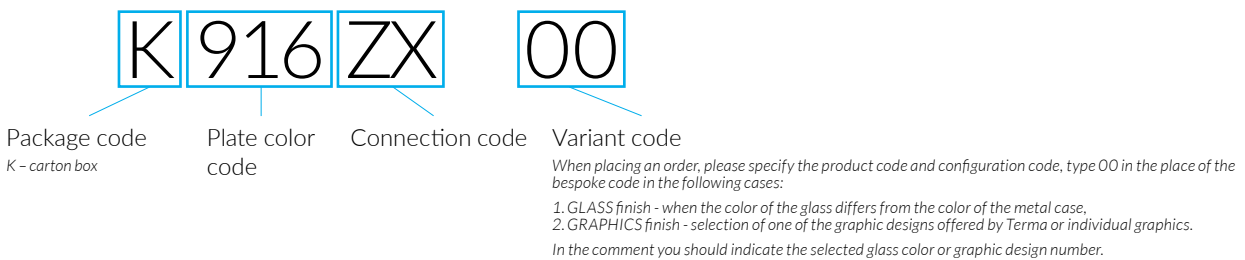 K 916 ZX 00
Package code
K – carton box
Plate color
code
Connection code
Variant code
When placing an order, please specify the product code and configuration code, type 00 in the place of the
bespoke code in the following cases:
1. GLASS finish - when the color of the glass differs from the color of the metal case,
2. GRAPHICS finish - selection of one of the graphic designs offered by Terma or individual graphics.
In the comment you should indicate the selected glass color or graphic design number.